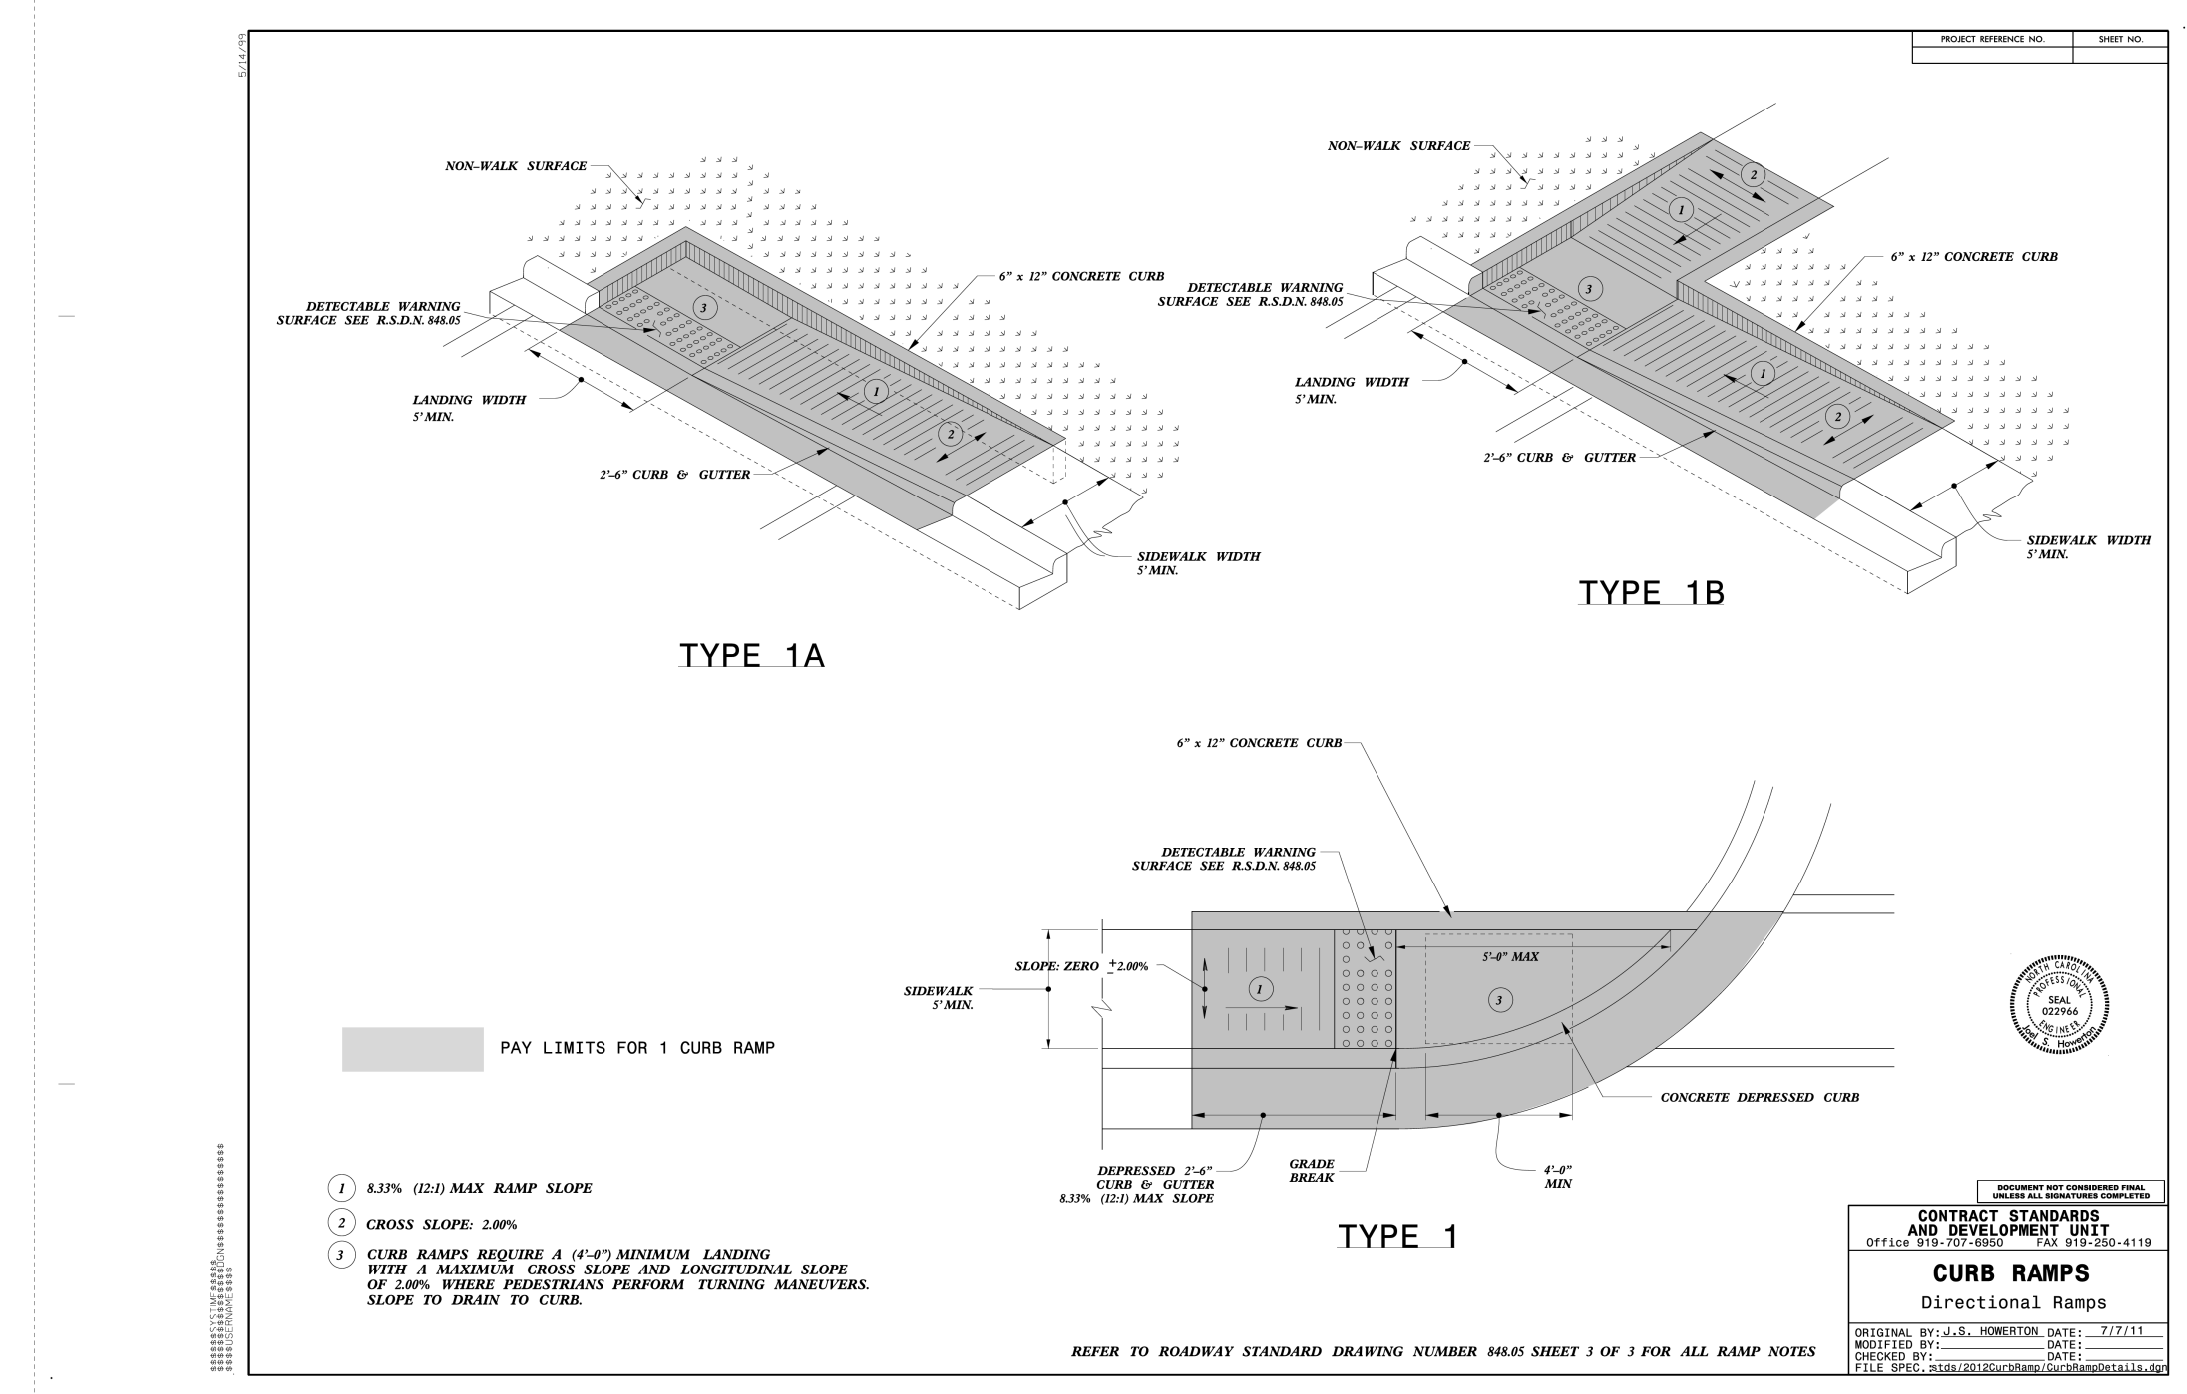 5/14/99
PROJECT REFERENCE NO.
SHEET NO.
NON-WALK SURFACE
6" x 12" CONCRETE CURB
DETECTABLE WARNING
SURFACE SEE R.S.D.N. 848.05
3
1
2
LANDING WIDTH
5' MIN.
2'-6" CURB & GUTTER
SIDEWALK WIDTH
5' MIN.
TYPE 1A
NON-WALK SURFACE
2
1
6" x 12" CONCRETE CURB
DETECTABLE WARNING
SURFACE SEE R.S.D.N. 848.05
3
1
2
LANDING WIDTH
5' MIN.
2'-6" CURB & GUTTER
SIDEWALK WIDTH
5' MIN.
TYPE 1B
6" x 12" CONCRETE CURB
DETECTABLE WARNING
SURFACE SEE R.S.D.N. 848.05
5'-0" MAX
SLOPE: ZERO ± 2.00%
1
3
SIDEWALK
5' MIN.
CONCRETE DEPRESSED CURB
DEPRESSED 2'-6"
CURB & GUTTER
8.33% (12:1) MAX SLOPE
GRADE
BREAK
4'-0"
MIN
TYPE 1
PAY LIMITS FOR 1 CURB RAMP
1 8.33% (12:1) MAX RAMP SLOPE
2 CROSS SLOPE: 2.00%
3 CURB RAMPS REQUIRE A (4'-0") MINIMUM LANDING
WITH A MAXIMUM CROSS SLOPE AND LONGITUDINAL SLOPE
OF 2.00% WHERE PEDESTRIANS PERFORM TURNING MANEUVERS.
SLOPE TO DRAIN TO CURB.
REFER TO ROADWAY STANDARD DRAWING NUMBER 848.05 SHEET 3 OF 3 FOR ALL RAMP NOTES
NORTH CAROLINA
PROFESSIONAL
SEAL
022966
ENGINEER
Joel S. Howerton
DOCUMENT NOT CONSIDERED FINAL
UNLESS ALL SIGNATURES COMPLETED
CONTRACT STANDARDS
AND DEVELOPMENT UNIT
Office 919-707-6950 FAX 919-250-4119
CURB RAMPS
Directional Ramps
ORIGINAL BY: J.S. HOWERTON DATE: 7/7/11
MODIFIED BY: DATE:
CHECKED BY: DATE:
FILE SPEC.: stds/2012CurbRamp/CurbRampDetails.dgn